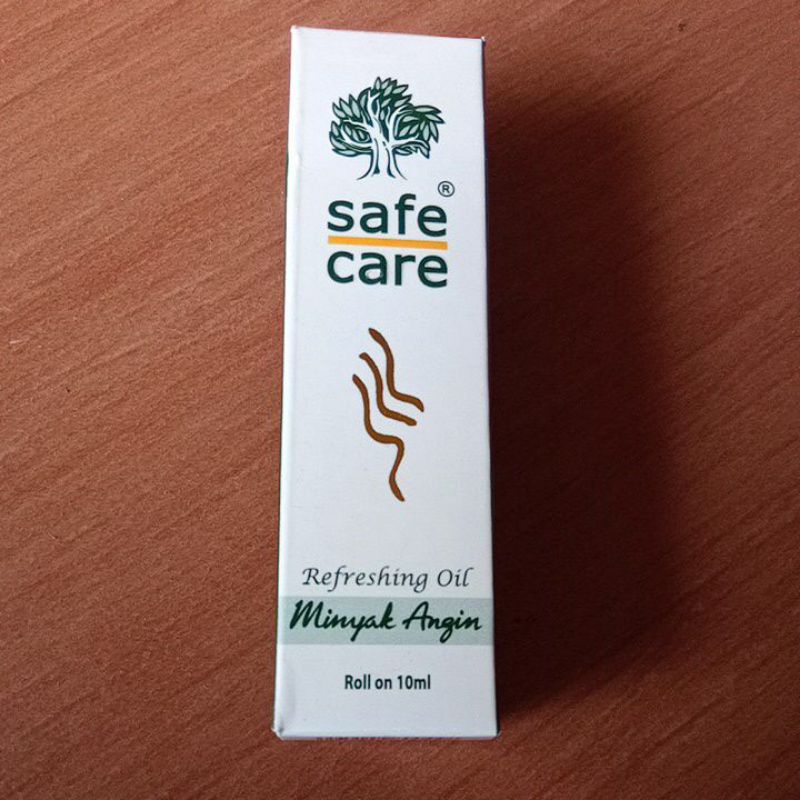 safe®
care
Refreshing Oil
Minyak Angin
Roll on 10ml